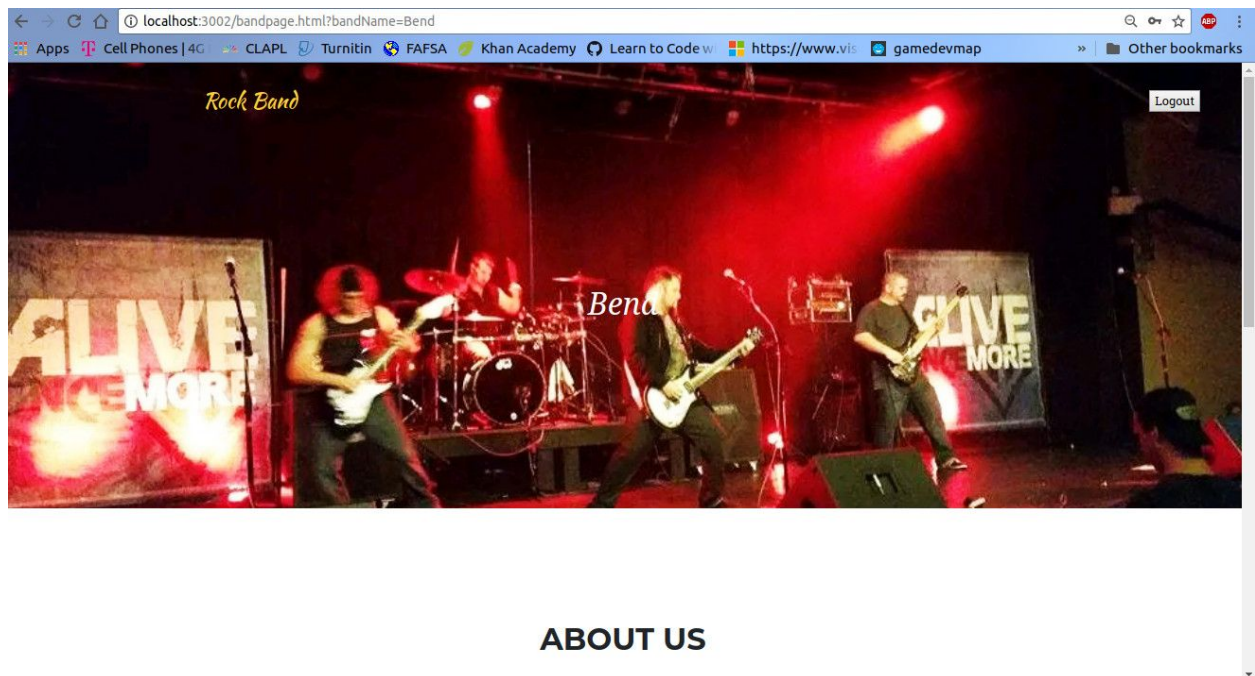 localhost:3002/bandpage.html?bandName=Bend
ABP
Apps Cell Phones | 4G CLAPL Turnitin FAFSA Khan Academy Learn to Code w https://www.vis gamedevmap » Other bookmarks
Rock Band
Logout
Bend
ALIVE
MORE
ALIVE
MORE
ABOUT US